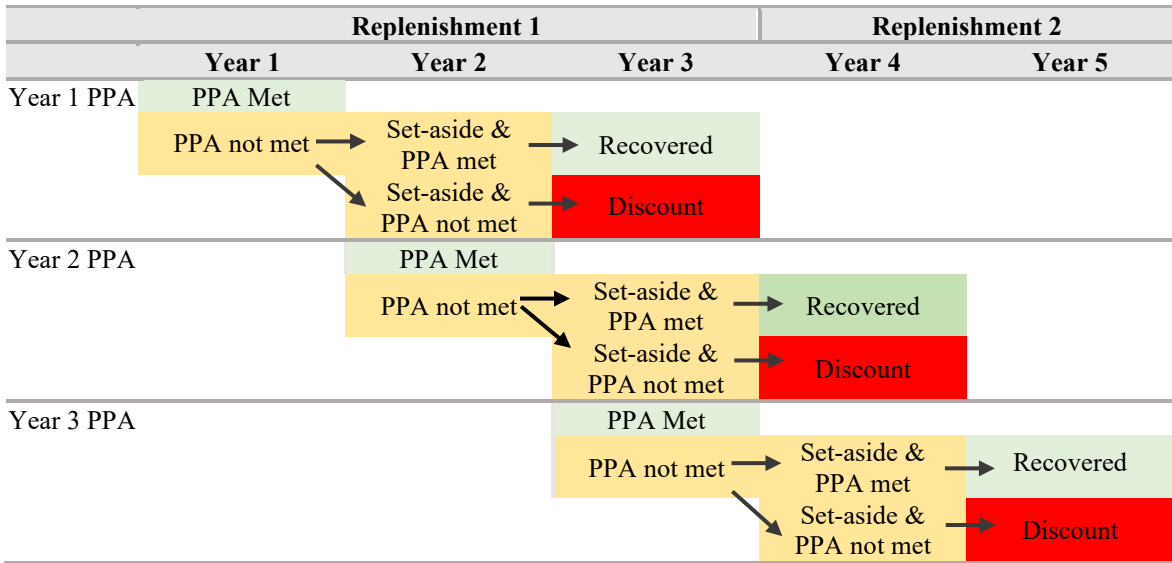 Replenishment 1 Replenishment 2
Year 1 Year 2 Year 3 Year 4 Year 5
Year 1 PPA PPA Met
PPA not met
Set-aside &
PPA met
Recovered
Set-aside &
PPA not met
Discount
Year 2 PPA PPA Met
PPA not met
Set-aside &
PPA met
Recovered
Set-aside &
PPA not met
Discount
Year 3 PPA PPA Met
PPA not met
Set-aside &
PPA met
Recovered
Set-aside &
PPA not met
Discount